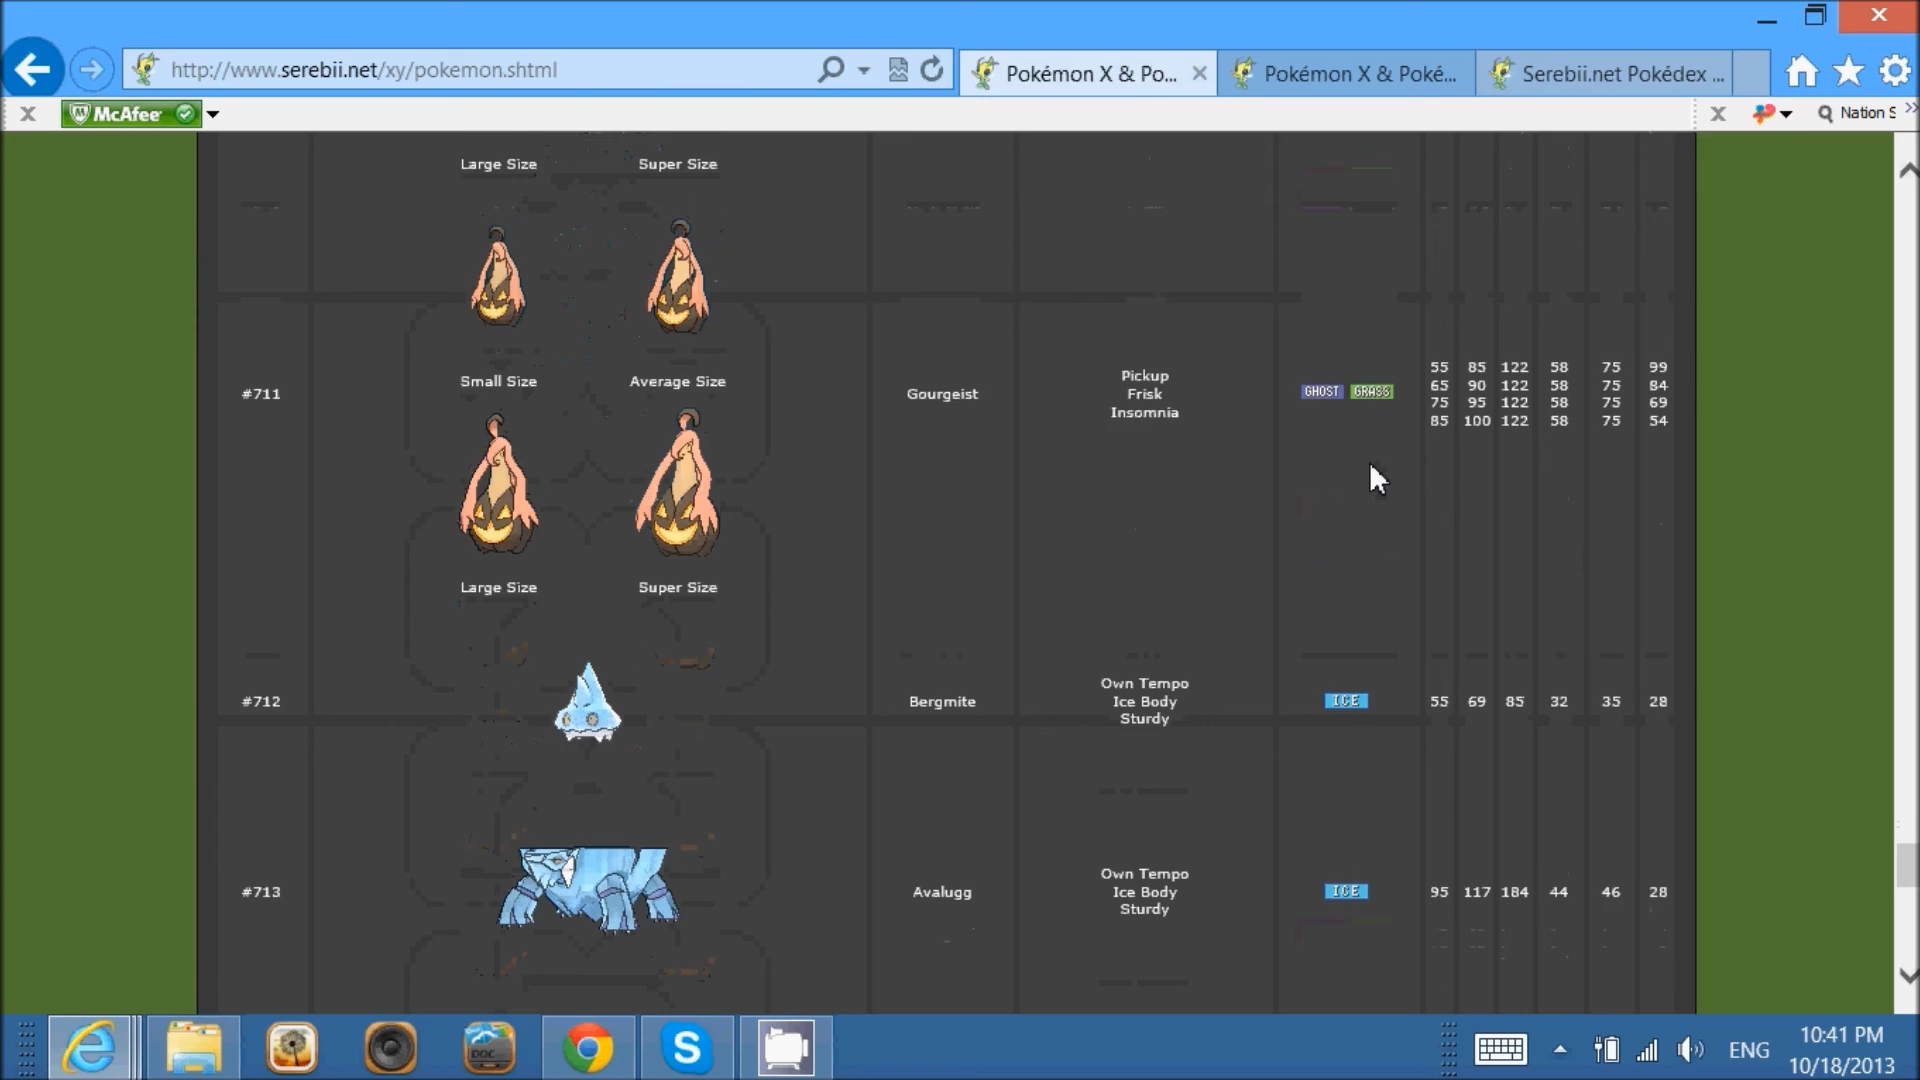 http://www.serebii.net/xy/pokemon.shtml
Pokémon X & Po...
Pokémon X & Poké...
Serebii.net Pokédex ...
McAfee
Nation S
Large Size Super Size
Small Size Average Size
#711 Gourgeist
Pickup
Frisk
Insomnia
GHOST GRASS
55 85 122 58 75 99
65 90 122 58 75 84
75 95 122 58 75 69
85 100 122 58 75 54
Large Size Super Size
#712 Bergmite
Own Tempo
Ice Body
Sturdy
ICE
55 69 85 32 35 28
#713 Avalugg
Own Tempo
Ice Body
Sturdy
ICE
95 117 184 44 46 28
DOC
S
ENG
10:41 PM
10/18/2013